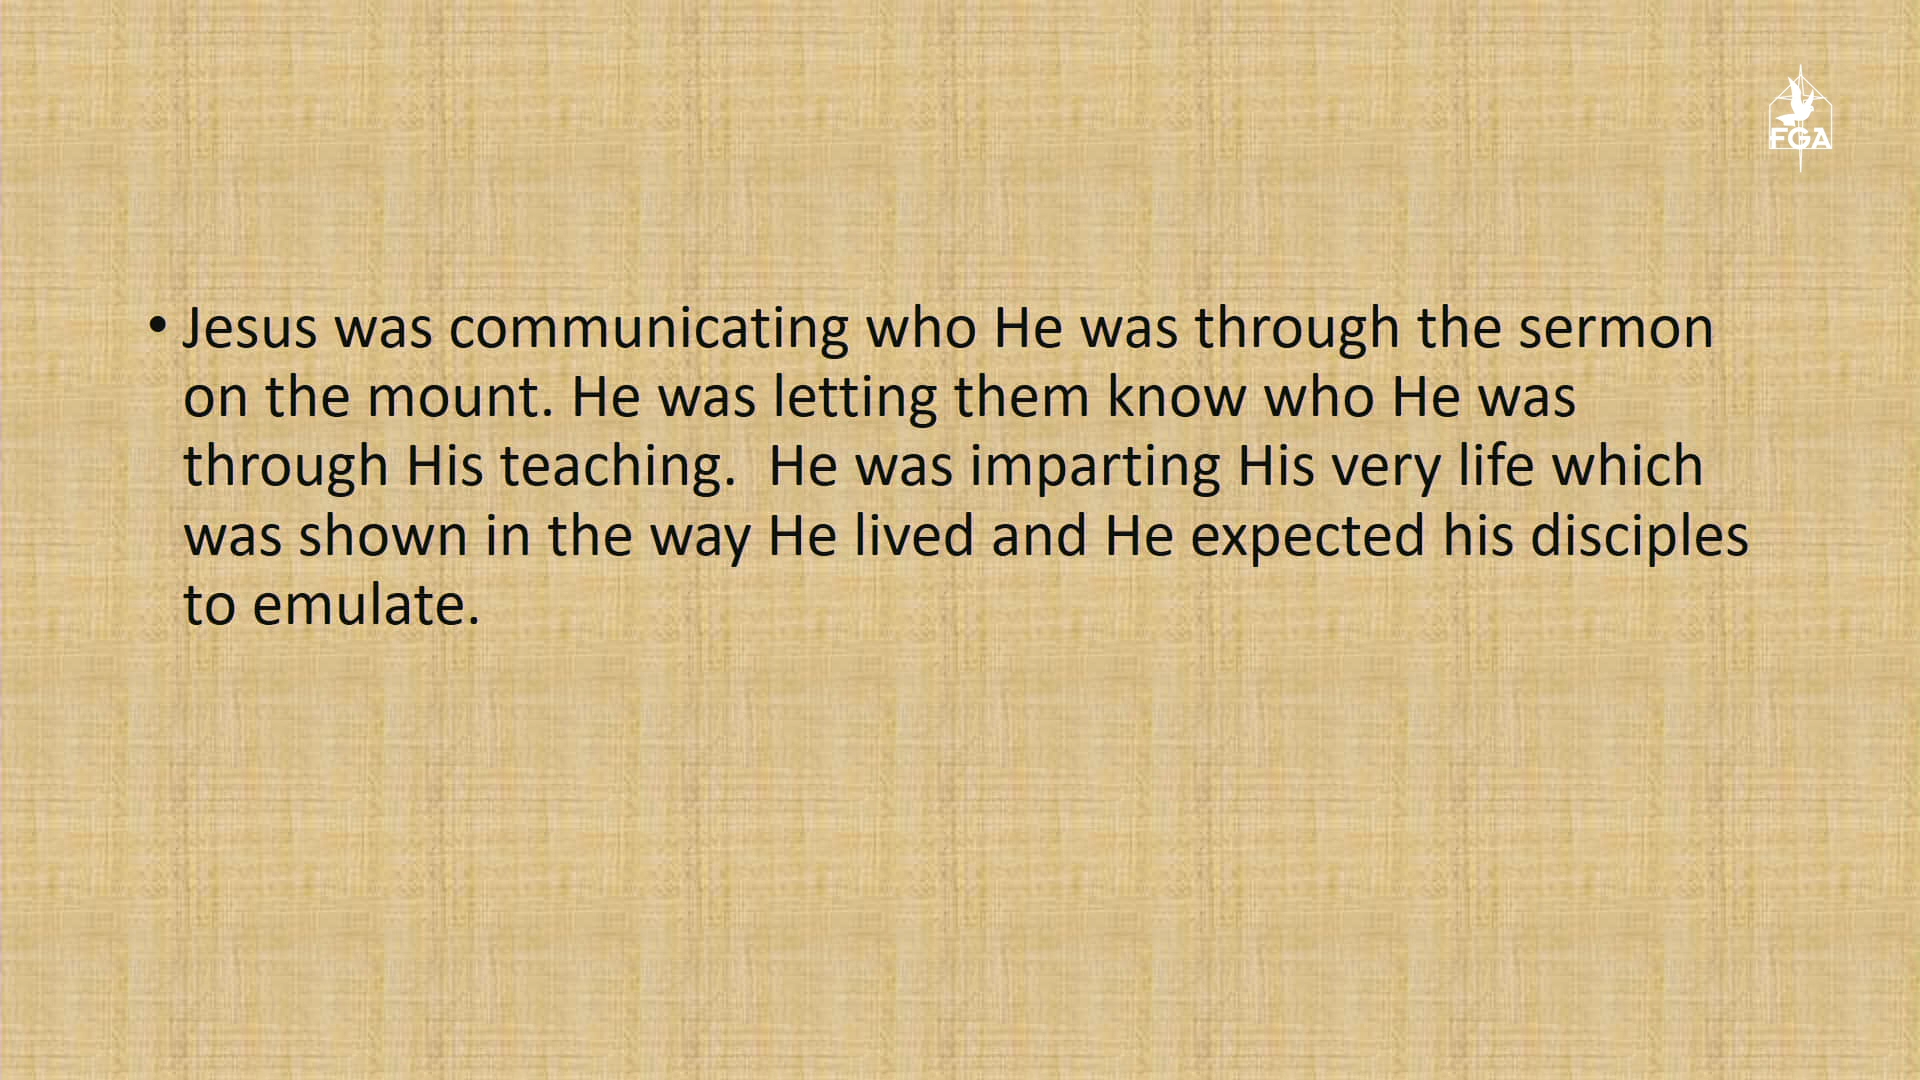 FGA
• Jesus was communicating who He was through the sermon
on the mount. He was letting them know who He was
through His teaching.  He was imparting His very life which
was shown in the way He lived and He expected his disciples
to emulate.